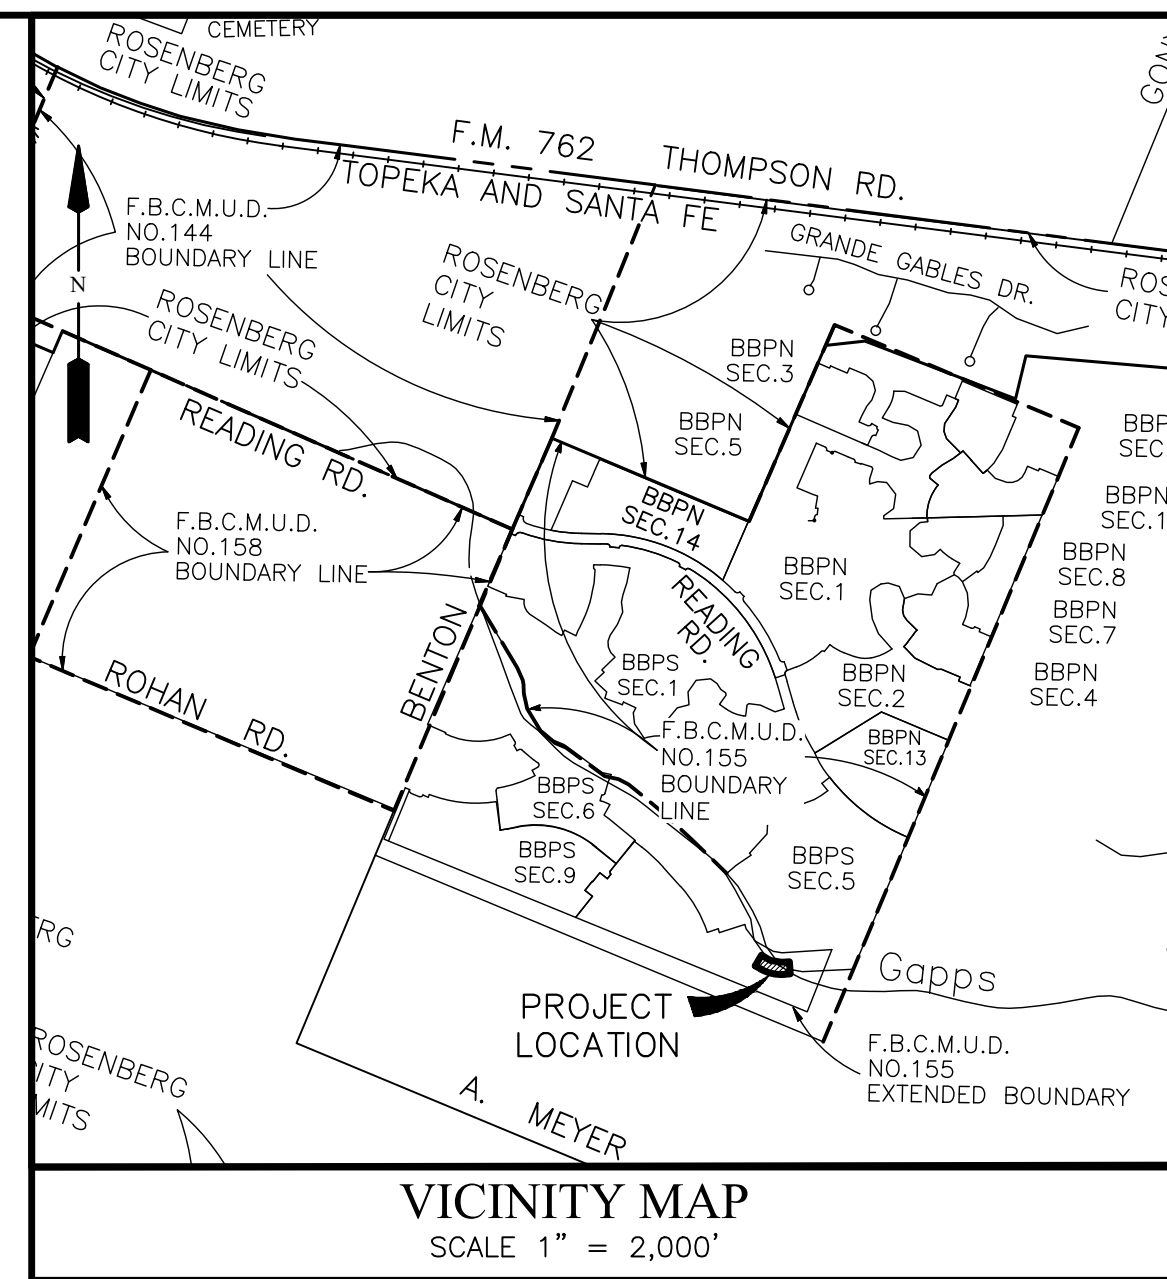 CEMETERY
ROSENBERG
CITY LIMITS
F.M. 762 THOMPSON RD.
TOPEKA AND SANTA FE
F.B.C.M.U.D.
NO.144
BOUNDARY LINE
N
ROSENBERG
CITY
LIMITS
GRANDE GABLES DR.
ROSENBERG
CITY LIMITS
BBPN
SEC.3
BBPN
SEC.5
READING RD.
BBPN
SEC.14
F.B.C.M.U.D.
NO.158
BOUNDARY LINE
BBPN
SEC.1
BBPN
SEC.8
BBPN
SEC.7
BBPN
SEC.4
READING
RD.
BENTON
BBPS
SEC.1
BBPN
SEC.2
BBPN
SEC.13
ROHAN RD.
F.B.C.M.U.D.
NO.155
BOUNDARY
LINE
BBPS
SEC.6
BBPS
SEC.9
BBPS
SEC.5
Gapps
PROJECT
LOCATION
F.B.C.M.U.D.
NO.155
EXTENDED BOUNDARY
ROSENBERG
A. MEYER
VICINITY MAP
SCALE 1" = 2,000'